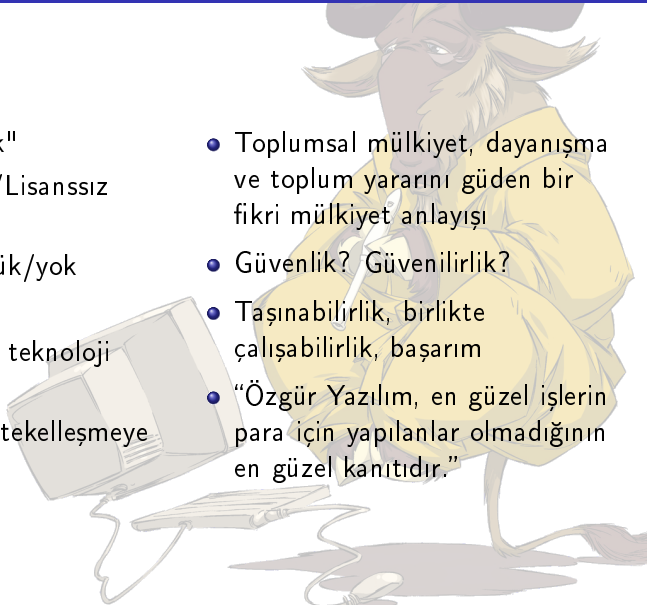 k"
/Lisanssız
ük/yok
teknoloji
tekelleşmeye
Toplumsal mülkiyet, dayanışma
ve toplum yararını güden bir
fikri mülkiyet anlayışı
Güvenlik? Güvenilirlik?
Taşınabilirlik, birlikte
çalışabilirlik, başarım
“Özgür Yazılım, en güzel işlerin
para için yapılanlar olmadığının
en güzel kanıtıdır.”